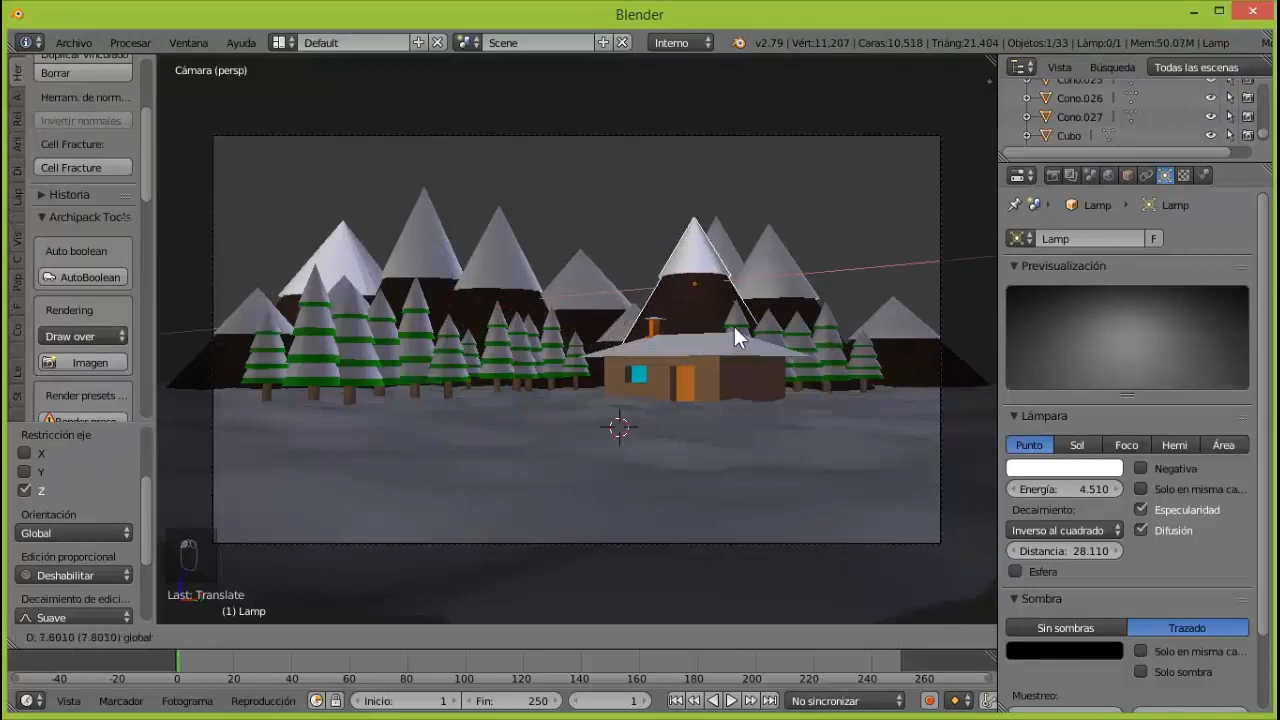 Blender
Archivo Procesar Ventana Ayuda Default Scene Interno v2.79 | Vért:11,207 | Caras:10,518 | Triáng:21,404 | Objetos:1/33 | Lámp:0/1 | Mem:50.07M | Lamp
Duplicar vinculado
Borrar
Herram. de norm...
Invertir normales...
Cell Fracture:
Cell Fracture
Historia
Archipack Tools
Auto boolean
AutoBoolean
Rendering
Draw over
Imagen
Render presets ...
Restricción eje
X
Y
Z
Orientación
Global
Edición proporcional
Deshabilitar
Decaimiento de edici...
Suave
Cámara (persp)
Last: Translate
(1) Lamp
D. 7.8010 (7.8010) global
Vista Búsqueda Todas las escenas
Cono.025
Cono.026
Cono.027
Cubo
Lamp Lamp
Lamp F
Previsualización
Lámpara
Punto Sol Foco Hemi Área
Negativa
Energía: 4.510 Solo en misma ca...
Decaimiento: Especularidad
Inverso al cuadrado Difusión
Distancia: 28.110
Esfera
Sombra
Sin sombras Trazado
Solo en misma ca...
Solo sombra
Muestreo:
-40 -20 0 20 40 60 80 100 120 140 160 180 200 220 240 260
Vista Marcador Fotograma Reproducción Inicio: 1 Fin: 250 1 No sincronizar